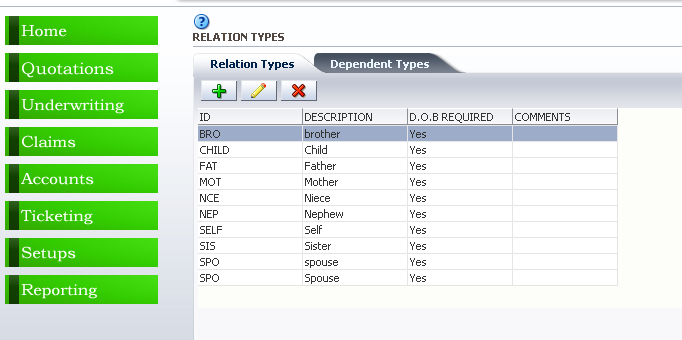 Home
Quotations
Underwriting
Claims
Accounts
Ticketing
Setups
Reporting
?
RELATION TYPES
Relation Types Dependent Types
ID DESCRIPTION D.O.B REQUIRED COMMENTS
BRO brother Yes
CHILD Child Yes
FAT Father Yes
MOT Mother Yes
NCE Niece Yes
NEP Nephew Yes
SELF Self Yes
SIS Sister Yes
SPO spouse Yes
SPO Spouse Yes